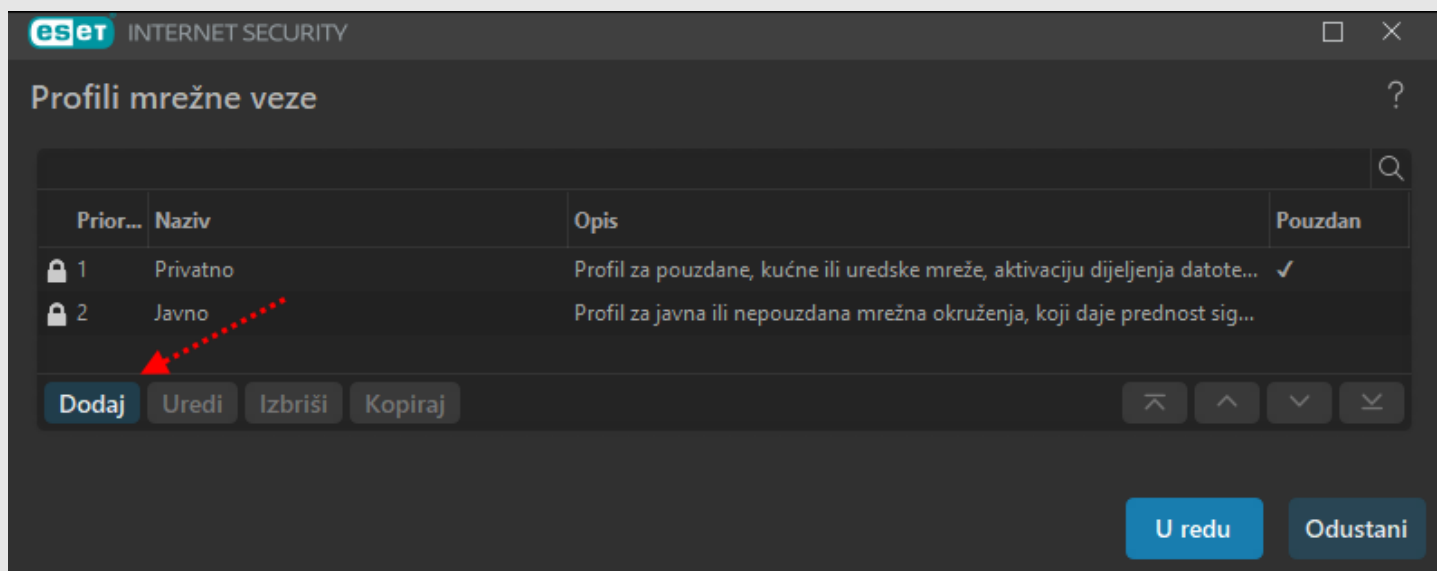 eset INTERNET SECURITY
Profili mrežne veze
?
Prior... Naziv Opis Pouzdan
1 Privatno Profil za pouzdane, kućne ili uredske mreže, aktivaciju dijeljenja datote... ✓
2 Javno Profil za javna ili nepouzdana mrežna okruženja, koji daje prednost sig...
Dodaj Uredi Izbriši Kopiraj
U redu Odustani